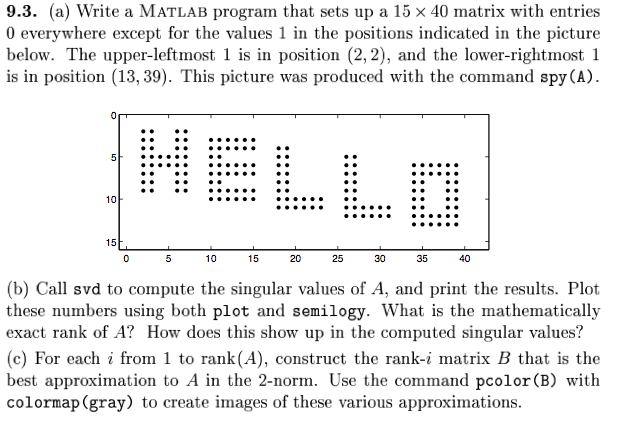 9.3. (a) Write a MATLAB program that sets up a 15 × 40 matrix with entries
0 everywhere except for the values 1 in the positions indicated in the picture
below. The upper-leftmost 1 is in position (2, 2), and the lower-rightmost 1
is in position (13, 39). This picture was produced with the command spy(A).
0
5
10
15
0 5 10 15 20 25 30 35 40
(b) Call svd to compute the singular values of A, and print the results. Plot
these numbers using both plot and semilogy. What is the mathematically
exact rank of A? How does this show up in the computed singular values?
(c) For each i from 1 to rank(A), construct the rank-i matrix B that is the
best approximation to A in the 2-norm. Use the command pcolor(B) with
colormap(gray) to create images of these various approximations.